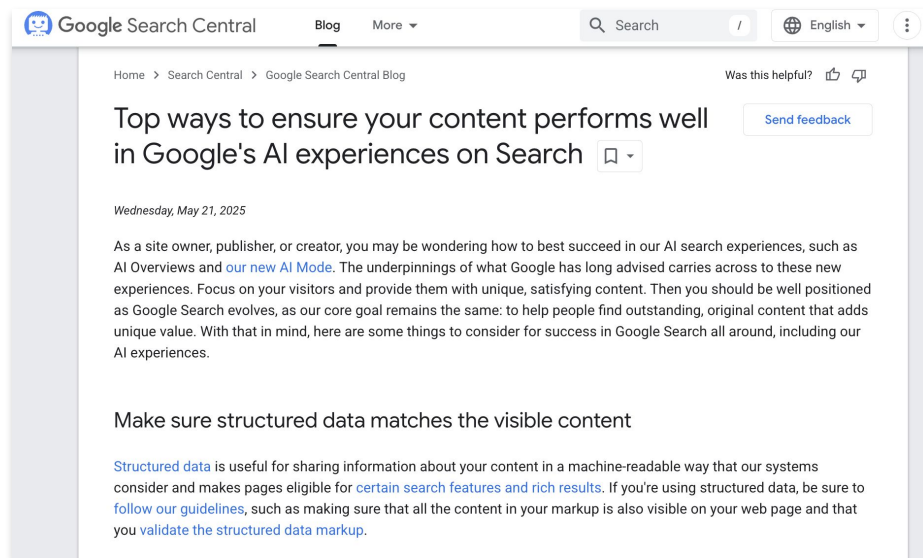 Google Search Central
Blog
More
Search
/
English
Home > Search Central > Google Search Central Blog
Was this helpful?
Top ways to ensure your content performs well
in Google's AI experiences on Search
Send feedback
Wednesday, May 21, 2025
As a site owner, publisher, or creator, you may be wondering how to best succeed in our AI search experiences, such as
AI Overviews and our new AI Mode. The underpinnings of what Google has long advised carries across to these new
experiences. Focus on your visitors and provide them with unique, satisfying content. Then you should be well positioned
as Google Search evolves, as our core goal remains the same: to help people find outstanding, original content that adds
unique value. With that in mind, here are some things to consider for success in Google Search all around, including our
AI experiences.
Make sure structured data matches the visible content
Structured data is useful for sharing information about your content in a machine-readable way that our systems
consider and makes pages eligible for certain search features and rich results. If you're using structured data, be sure to
follow our guidelines, such as making sure that all the content in your markup is also visible on your web page and that
you validate the structured data markup.